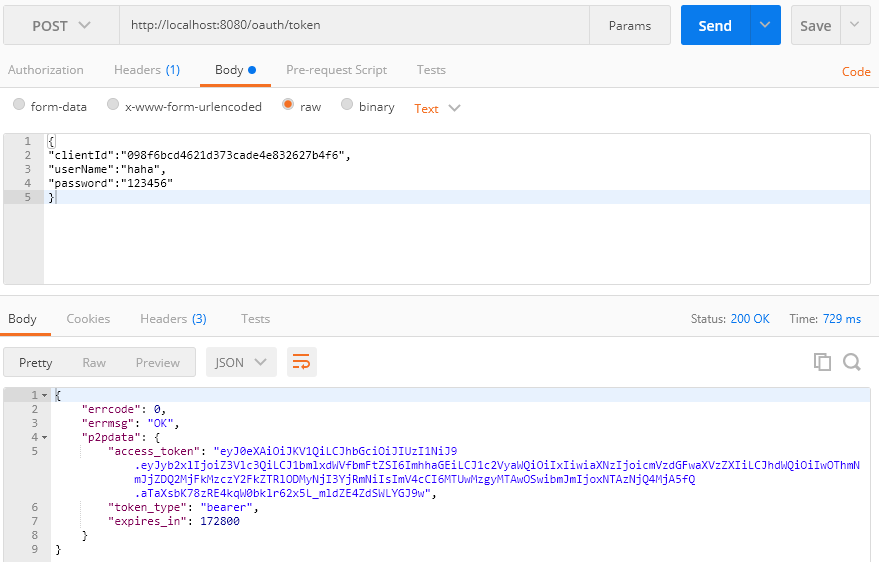 POST http://localhost:8080/oauth/token Params Send Save
Authorization Headers (1) Body Pre-request Script Tests Code
form-data x-www-form-urlencoded raw binary Text
1 {
2 "clientId":"098f6bcd4621d373cade4e832627b4f6",
3 "userName":"haha",
4 "password":"123456"
5 }
Body Cookies Headers (3) Tests Status: 200 OK Time: 729 ms
Pretty Raw Preview JSON
1 {
2 "errcode": 0,
3 "errmsg": "OK",
4 "p2pdata": {
5 "access_token": "eyJ0eXAiOiJKV1QiLCJhbGciOiJIUzI1NiJ9
.eyJyb2xlIjoiZ3Vlc3QiLCJ1bmlxdWVfbmFtZSI6ImhhaGEiLCJ1c2VyaWQiOiIxIiwiaXNzIjoicmVzdGFwaXVzZXIiLCJhdWQiOiIwOThmN
mJjZDQ2MjFkMzczY2FkZTRlODMyNjI3YjRmNiIsImV4cCI6MTUwMzgyMTAwOSwibmJmIjoxNTAzNjQ4MjA5fQ
.aTaXsbK78zRE4kqW0bklr62x5L_mldZE4ZdSWLYGJ9w",
6 "token_type": "bearer",
7 "expires_in": 172800
8 }
9 }